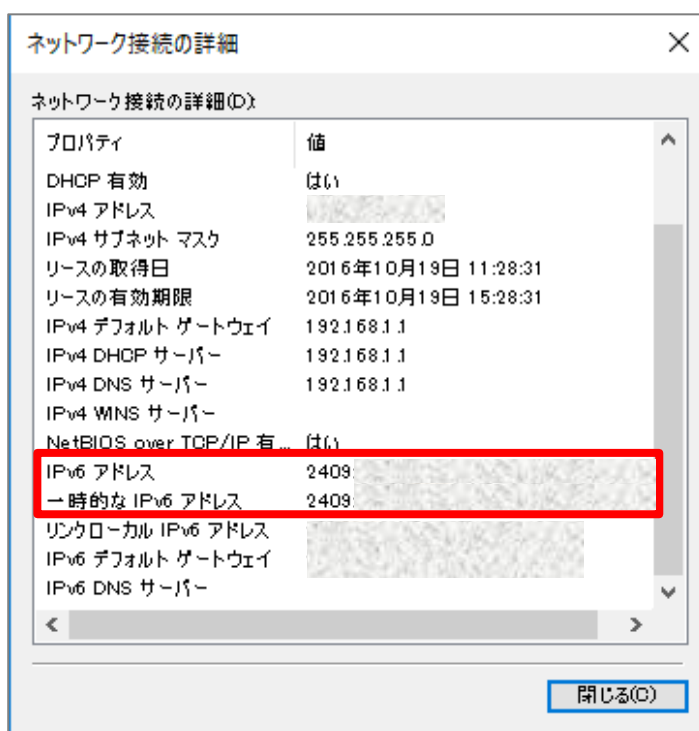 ネットワーク接続の詳細
ネットワーク接続の詳細(D):
プロパティ 値
DHCP 有効 はい
IPv4 アドレス
IPv4 サブネット マスク 255.255.255.0
リースの取得日 2016年10月19日 11:28:31
リースの有効期限 2016年10月19日 15:28:31
IPv4 デフォルト ゲートウェイ 192.168.1.1
IPv4 DHCP サーバー 192.168.1.1
IPv4 DNS サーバー 192.168.1.1
IPv4 WINS サーバー
NetBIOS over TCP/IP 有... はい
IPv6 アドレス 2409:
一時的な IPv6 アドレス 2409:
リンクローカル IPv6 アドレス
IPv6 デフォルト ゲートウェイ
IPv6 DNS サーバー
閉じる(C)